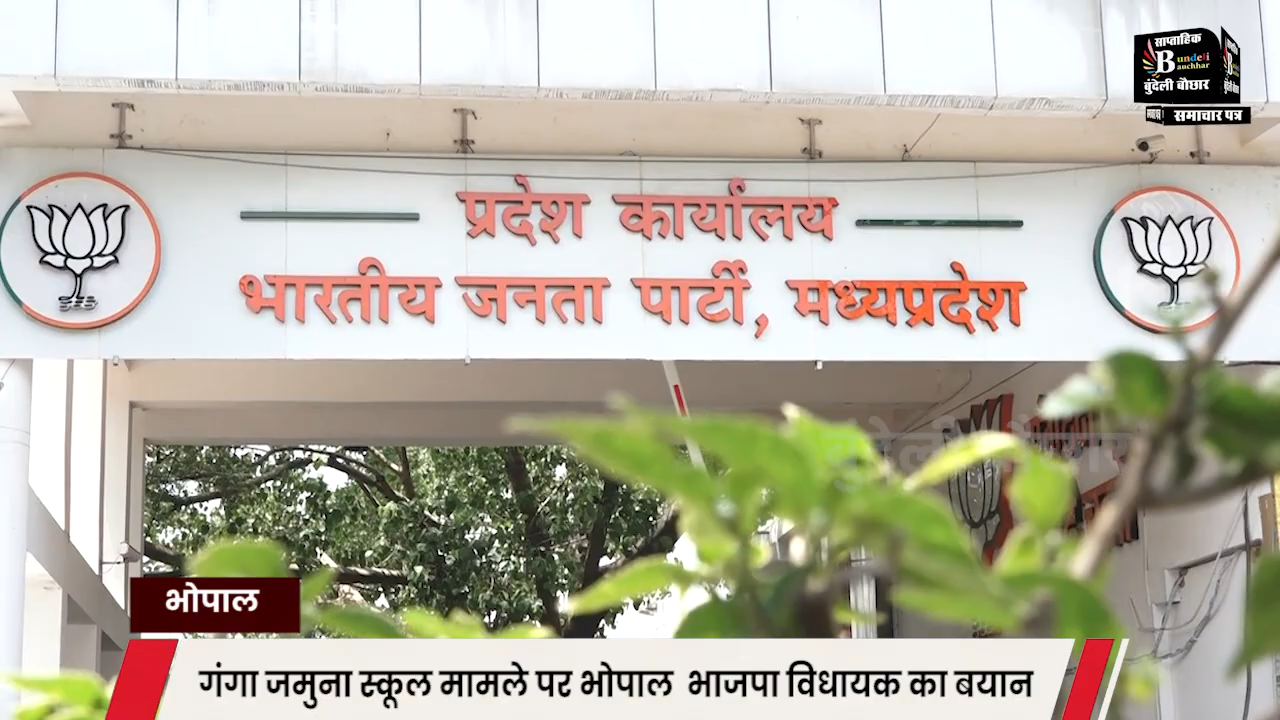 साप्ताहिक
Bundeli
Bauchhar
बुंदेली बौछार
समाचार पत्र
प्रदेश कार्यालय
भारतीय जनता पार्टी, मध्यप्रदेश
भोपाल
गंगा जमुना स्कूल मामले पर भोपाल भाजपा विधायक का बयान